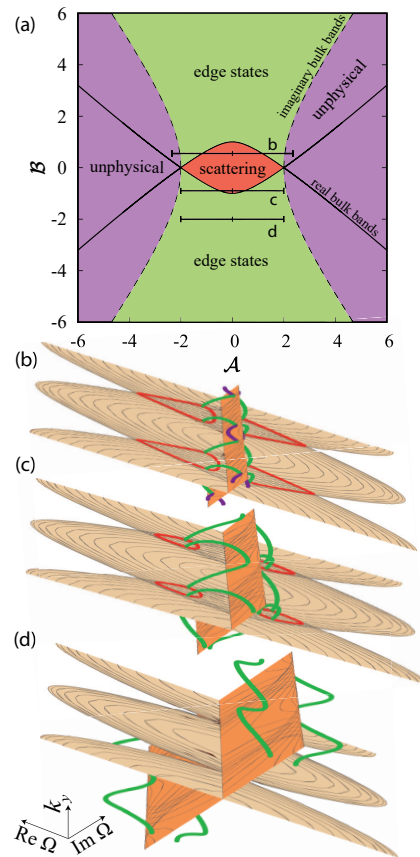 (a)
6
4
2
0
-2
-4
-6
ℬ
edge states
imaginary bulk bands
unphysical
b
unphysical
scattering
c
real bulk bands
d
edge states
-6 -4 -2 0 2 4 6
𝒜
(b)
(c)
(d)
k_y
Re Ω
Im Ω